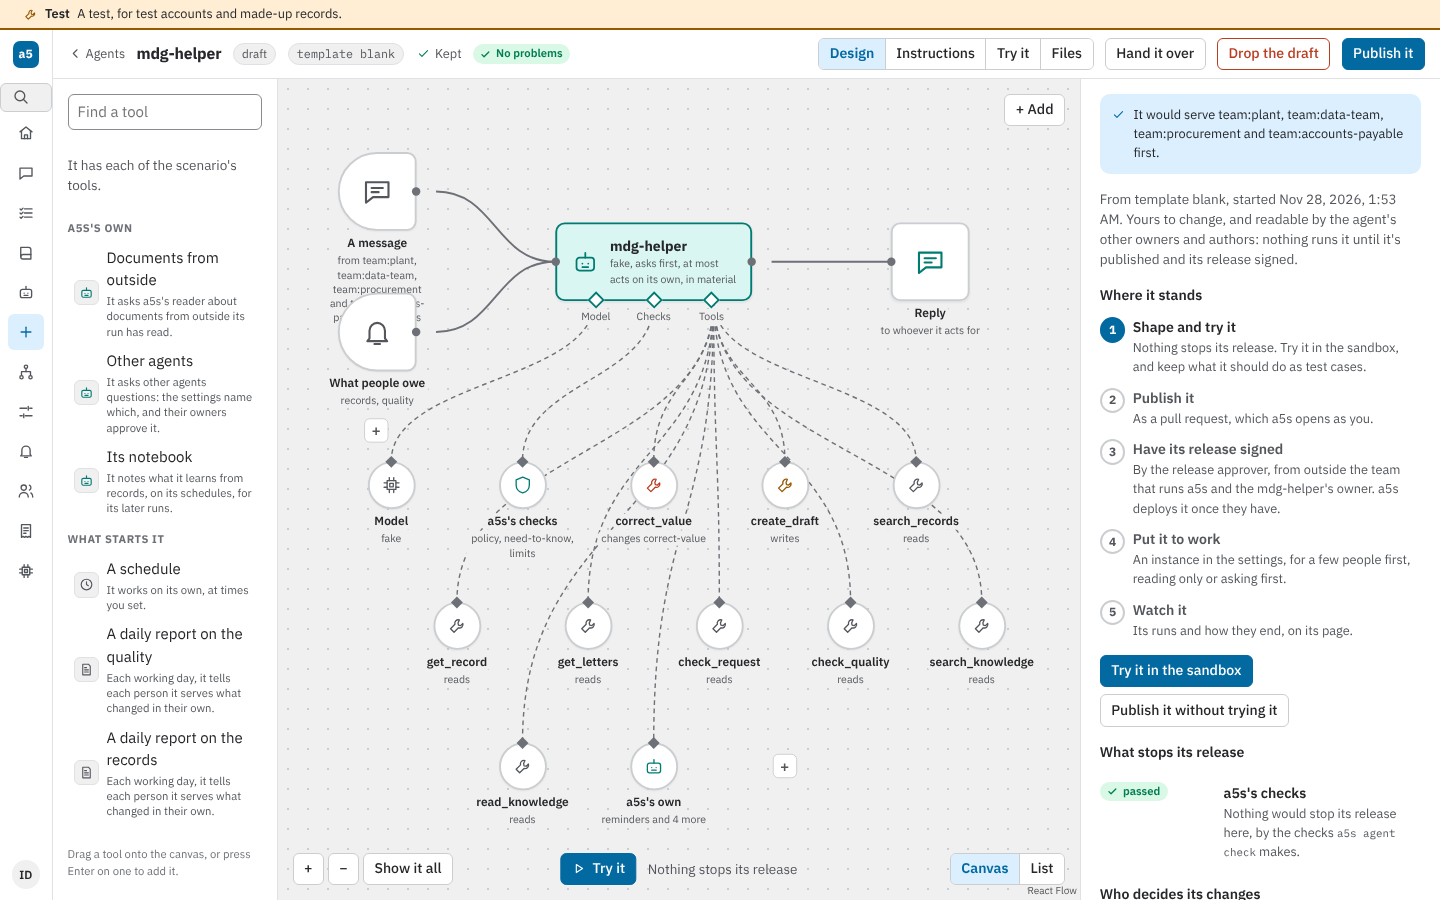 Test A test, for test accounts and made-up records.
a5
Agents
mdg-helper
draft
template blank
Kept
No problems
Design
Instructions
Try it
Files
Hand it over
Drop the draft
Publish it
Find a tool
It has each of the scenario's
tools.
A5S'S OWN
Documents from
outside
It asks a5s's reader about
documents from outside its
run has read.
Other agents
It asks other agents
questions: the settings name
which, and their owners
approve it.
Its notebook
It notes what it learns from
records, on its schedules, for
its later runs.
WHAT STARTS IT
A schedule
It works on its own, at times
you set.
A daily report on the
quality
Each working day, it tells
each person it serves what
changed in their own.
A daily report on the
records
Each working day, it tells
each person it serves what
changed in their own.
Drag a tool onto the canvas, or press
Enter on one to add it.
ID
+ Add
A message
from team:plant,
team:data-team,
team:procurement
What people owe
records, quality
+
mdg-helper
fake, asks first, at most
acts on its own, in material
Model
Checks
Tools
Reply
to whoever it acts for
Model
fake
a5s's checks
policy, need-to-know,
limits
correct_value
changes correct-value
create_draft
writes
search_records
reads
get_record
reads
get_letters
reads
check_request
reads
check_quality
reads
search_knowledge
reads
read_knowledge
reads
a5s's own
reminders and 4 more
+
+
−
Show it all
Try it
Nothing stops its release
Canvas
List
React Flow
It would serve team:plant, team:data-team,
team:procurement and team:accounts-payable
first.
From template blank, started Nov 28, 2026, 1:53
AM. Yours to change, and readable by the agent's
other owners and authors: nothing runs it until it's
published and its release signed.
Where it stands
1
Shape and try it
Nothing stops its release. Try it in the sandbox,
and keep what it should do as test cases.
2
Publish it
As a pull request, which a5s opens as you.
3
Have its release signed
By the release approver, from outside the team
that runs a5s and the mdg-helper's owner. a5s
deploys it once they have.
4
Put it to work
An instance in the settings, for a few people first,
reading only or asking first.
5
Watch it
Its runs and how they end, on its page.
Try it in the sandbox
Publish it without trying it
What stops its release
passed
a5s's checks
Nothing would stop its release
here, by the checks a5s agent
check makes.
Who decides its changes